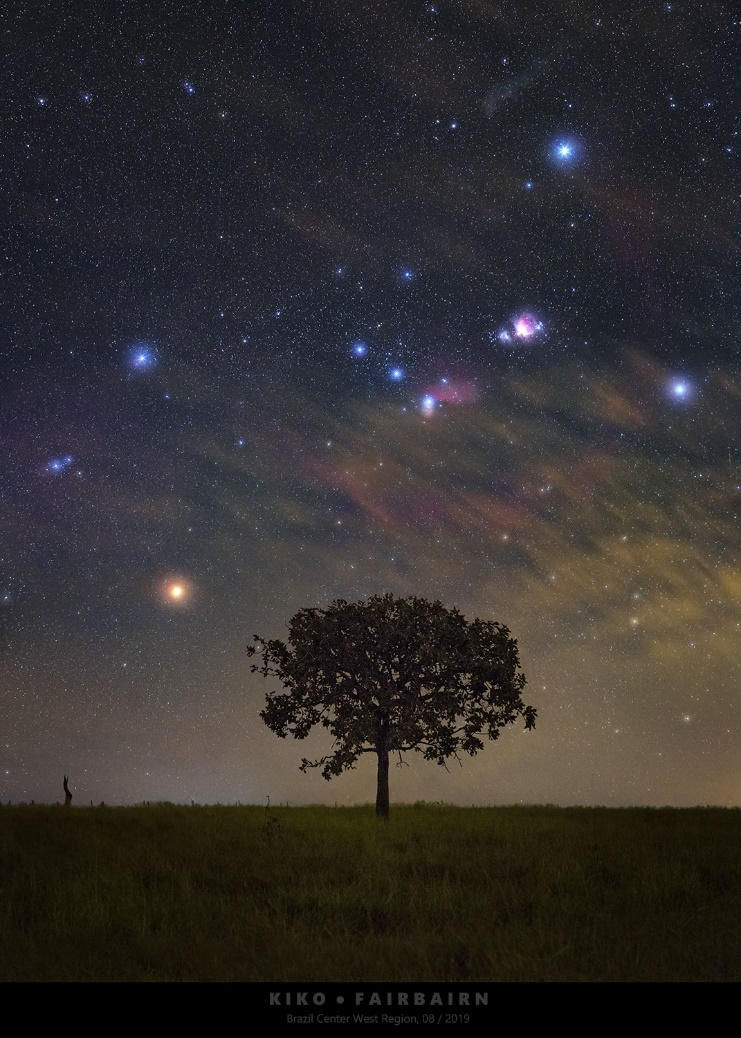 KIKO • FAIRBAIRN
Brazil Center West Region, 08 / 2019